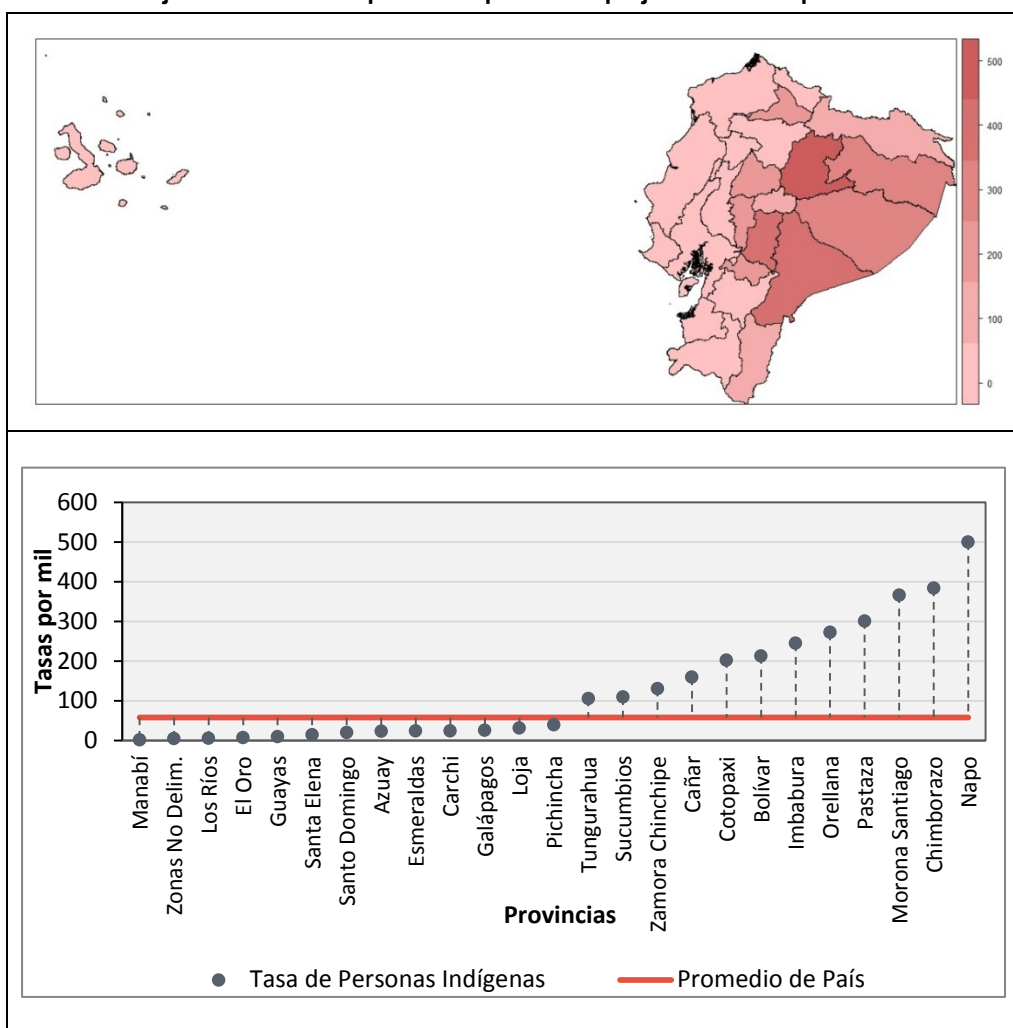 500
400
300
200
100
0
Tasas por mil
600
500
400
300
200
100
0
Manabí
Zonas No Delim.
Los Ríos
El Oro
Guayas
Santa Elena
Santo Domingo
Azuay
Esmeraldas
Carchi
Galápagos
Loja
Pichincha
Tungurahua
Sucumbios
Zamora Chinchipe
Cañar
Cotopaxi
Bolívar
Imbabura
Orellana
Pastaza
Morona Santiago
Chimborazo
Napo
Provincias
Tasa de Personas Indígenas
Promedio de País